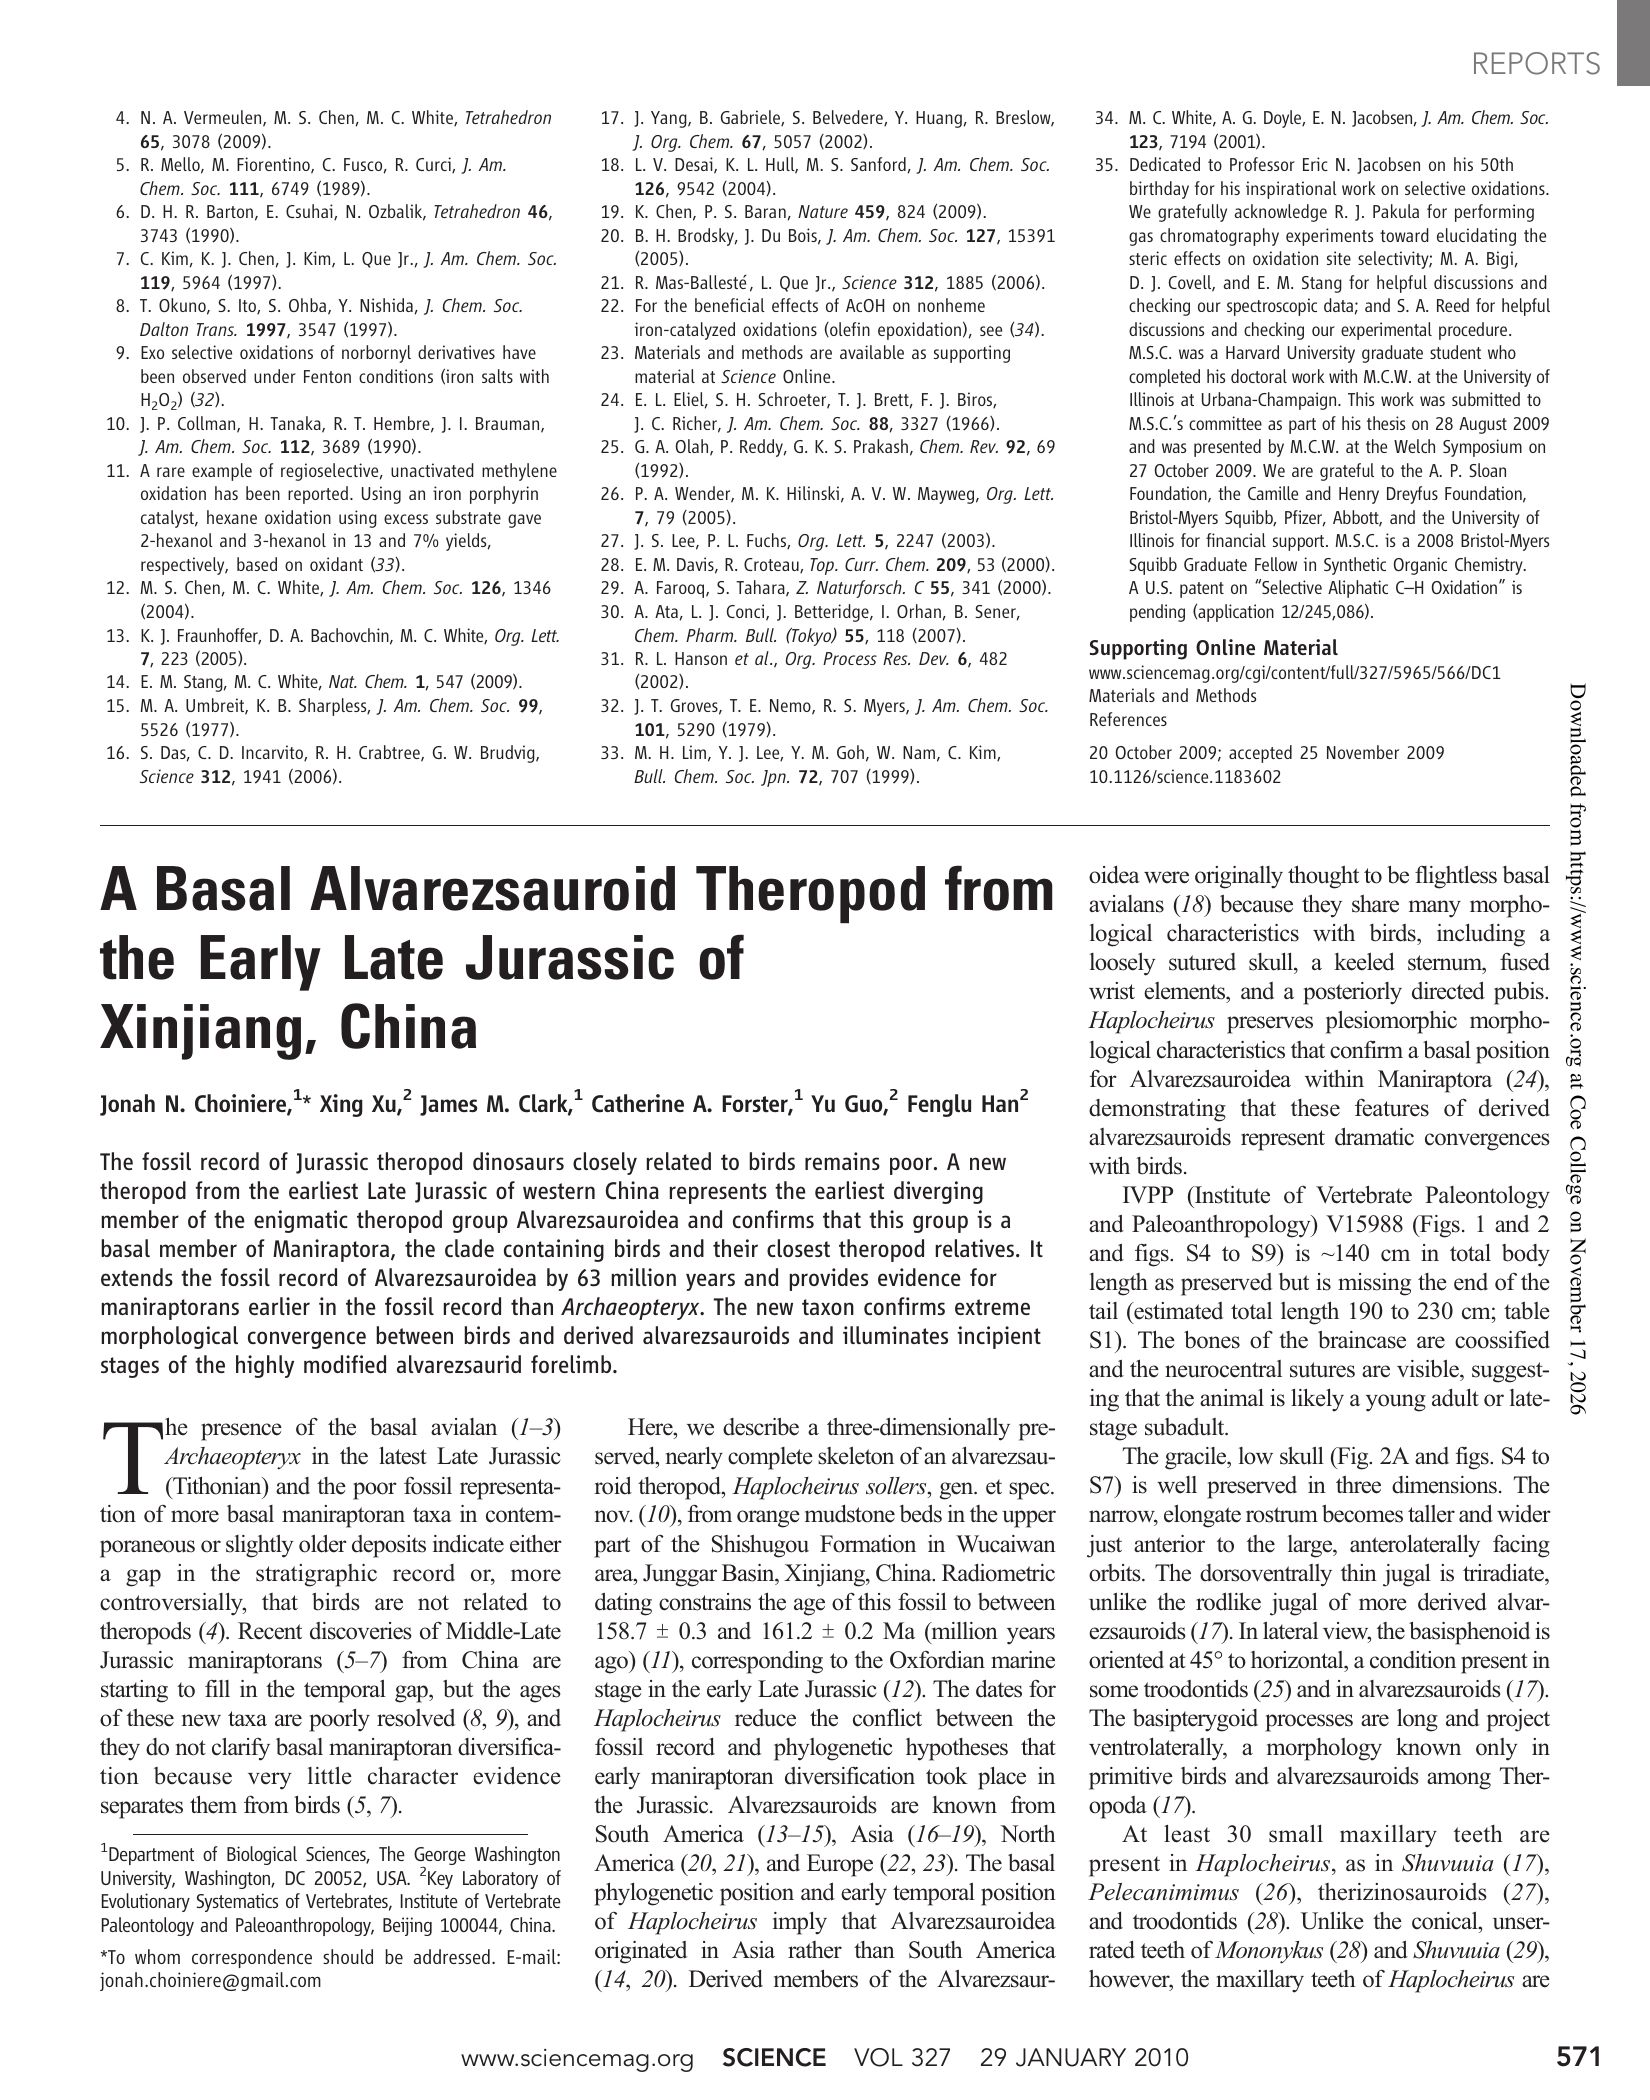 REPORTS
4. N. A. Vermeulen, M. S. Chen, M. C. White, Tetrahedron
65, 3078 (2009).
5. R. Mello, M. Fiorentino, C. Fusco, R. Curci, J. Am.
Chem. Soc. 111, 6749 (1989).
6. D. H. R. Barton, E. Csuhai, N. Ozbalik, Tetrahedron 46,
3743 (1990).
7. C. Kim, K. J. Chen, J. Kim, L. Que Jr., J. Am. Chem. Soc.
119, 5964 (1997).
8. T. Okuno, S. Ito, S. Ohba, Y. Nishida, J. Chem. Soc.
Dalton Trans. 1997, 3547 (1997).
9. Exo selective oxidations of norbornyl derivatives have
been observed under Fenton conditions (iron salts with
H2O2) (32).
10. J. P. Collman, H. Tanaka, R. T. Hembre, J. I. Brauman,
J. Am. Chem. Soc. 112, 3689 (1990).
11. A rare example of regioselective, unactivated methylene
oxidation has been reported. Using an iron porphyrin
catalyst, hexane oxidation using excess substrate gave
2-hexanol and 3-hexanol in 13 and 7% yields,
respectively, based on oxidant (33).
12. M. S. Chen, M. C. White, J. Am. Chem. Soc. 126, 1346
(2004).
13. K. J. Fraunhoffer, D. A. Bachovchin, M. C. White, Org. Lett.
7, 223 (2005).
14. E. M. Stang, M. C. White, Nat. Chem. 1, 547 (2009).
15. M. A. Umbreit, K. B. Sharpless, J. Am. Chem. Soc. 99,
5526 (1977).
16. S. Das, C. D. Incarvito, R. H. Crabtree, G. W. Brudvig,
Science 312, 1941 (2006).
17. J. Yang, B. Gabriele, S. Belvedere, Y. Huang, R. Breslow,
J. Org. Chem. 67, 5057 (2002).
18. L. V. Desai, K. L. Hull, M. S. Sanford, J. Am. Chem. Soc.
126, 9542 (2004).
19. K. Chen, P. S. Baran, Nature 459, 824 (2009).
20. B. H. Brodsky, J. Du Bois, J. Am. Chem. Soc. 127, 15391
(2005).
21. R. Mas-Ballesté, L. Que Jr., Science 312, 1885 (2006).
22. For the beneficial effects of AcOH on nonheme
iron-catalyzed oxidations (olefin epoxidation), see (34).
23. Materials and methods are available as supporting
material at Science Online.
24. E. L. Eliel, S. H. Schroeter, T. J. Brett, F. J. Biros,
J. C. Richer, J. Am. Chem. Soc. 88, 3327 (1966).
25. G. A. Olah, P. Reddy, G. K. S. Prakash, Chem. Rev. 92, 69
(1992).
26. P. A. Wender, M. K. Hilinski, A. V. W. Mayweg, Org. Lett.
7, 79 (2005).
27. J. S. Lee, P. L. Fuchs, Org. Lett. 5, 2247 (2003).
28. E. M. Davis, R. Croteau, Top. Curr. Chem. 209, 53 (2000).
29. A. Farooq, S. Tahara, Z. Naturforsch. C 55, 341 (2000).
30. A. Ata, L. J. Conci, J. Betteridge, I. Orhan, B. Sener,
Chem. Pharm. Bull. (Tokyo) 55, 118 (2007).
31. R. L. Hanson et al., Org. Process Res. Dev. 6, 482
(2002).
32. J. T. Groves, T. E. Nemo, R. S. Myers, J. Am. Chem. Soc.
101, 5290 (1979).
33. M. H. Lim, Y. J. Lee, Y. M. Goh, W. Nam, C. Kim,
Bull. Chem. Soc. Jpn. 72, 707 (1999).
34. M. C. White, A. G. Doyle, E. N. Jacobsen, J. Am. Chem. Soc.
123, 7194 (2001).
35. Dedicated to Professor Eric N. Jacobsen on his 50th
birthday for his inspirational work on selective oxidations.
We gratefully acknowledge R. J. Pakula for performing
gas chromatography experiments toward elucidating the
steric effects on oxidation site selectivity; M. A. Bigi,
D. J. Covell, and E. M. Stang for helpful discussions and
checking our spectroscopic data; and S. A. Reed for helpful
discussions and checking our experimental procedure.
M.S.C. was a Harvard University graduate student who
completed his doctoral work with M.C.W. at the University of
Illinois at Urbana-Champaign. This work was submitted to
M.S.C.'s committee as part of his thesis on 28 August 2009
and was presented by M.C.W. at the Welch Symposium on
27 October 2009. We are grateful to the A. P. Sloan
Foundation, the Camille and Henry Dreyfus Foundation,
Bristol-Myers Squibb, Pfizer, Abbott, and the University of
Illinois for financial support. M.S.C. is a 2008 Bristol-Myers
Squibb Graduate Fellow in Synthetic Organic Chemistry.
A U.S. patent on “Selective Aliphatic C–H Oxidation” is
pending (application 12/245,086).
Supporting Online Material
www.sciencemag.org/cgi/content/full/327/5965/566/DC1
Materials and Methods
References
20 October 2009; accepted 25 November 2009
10.1126/science.1183602
A Basal Alvarezsauroid Theropod from
the Early Late Jurassic of
Xinjiang, China
Jonah N. Choiniere,1* Xing Xu,2 James M. Clark,1 Catherine A. Forster,1 Yu Guo,2 Fenglu Han2
The fossil record of Jurassic theropod dinosaurs closely related to birds remains poor. A new
theropod from the earliest Late Jurassic of western China represents the earliest diverging
member of the enigmatic theropod group Alvarezsauroidea and confirms that this group is a
basal member of Maniraptora, the clade containing birds and their closest theropod relatives. It
extends the fossil record of Alvarezsauroidea by 63 million years and provides evidence for
maniraptorans earlier in the fossil record than Archaeopteryx. The new taxon confirms extreme
morphological convergence between birds and derived alvarezsauroids and illuminates incipient
stages of the highly modified alvarezsaurid forelimb.
The presence of the basal avialan (1–3)
Archaeopteryx in the latest Late Jurassic
(Tithonian) and the poor fossil representa-
tion of more basal maniraptoran taxa in contem-
poraneous or slightly older deposits indicate either
a gap in the stratigraphic record or, more
controversially, that birds are not related to
theropods (4). Recent discoveries of Middle-Late
Jurassic maniraptorans (5–7) from China are
starting to fill in the temporal gap, but the ages
of these new taxa are poorly resolved (8, 9), and
they do not clarify basal maniraptoran diversifica-
tion because very little character evidence
separates them from birds (5, 7).
1Department of Biological Sciences, The George Washington
University, Washington, DC 20052, USA. 2Key Laboratory of
Evolutionary Systematics of Vertebrates, Institute of Vertebrate
Paleontology and Paleoanthropology, Beijing 100044, China.
*To whom correspondence should be addressed. E-mail:
jonah.choiniere@gmail.com
Here, we describe a three-dimensionally pre-
served, nearly complete skeleton of an alvarezsau-
roid theropod, Haplocheirus sollers, gen. et spec.
nov. (10), from orange mudstone beds in the upper
part of the Shishugou Formation in Wucaiwan
area, Junggar Basin, Xinjiang, China. Radiometric
dating constrains the age of this fossil to between
158.7 ± 0.3 and 161.2 ± 0.2 Ma (million years
ago) (11), corresponding to the Oxfordian marine
stage in the early Late Jurassic (12). The dates for
Haplocheirus reduce the conflict between the
fossil record and phylogenetic hypotheses that
early maniraptoran diversification took place in
the Jurassic. Alvarezsauroids are known from
South America (13–15), Asia (16–19), North
America (20, 21), and Europe (22, 23). The basal
phylogenetic position and early temporal position
of Haplocheirus imply that Alvarezsauroidea
originated in Asia rather than South America
(14, 20). Derived members of the Alvarezsaur-
oidea were originally thought to be flightless basal
avialans (18) because they share many morpho-
logical characteristics with birds, including a
loosely sutured skull, a keeled sternum, fused
wrist elements, and a posteriorly directed pubis.
Haplocheirus preserves plesiomorphic morpho-
logical characteristics that confirm a basal position
for Alvarezsauroidea within Maniraptora (24),
demonstrating that these features of derived
alvarezsauroids represent dramatic convergences
with birds.
IVPP (Institute of Vertebrate Paleontology
and Paleoanthropology) V15988 (Figs. 1 and 2
and figs. S4 to S9) is ~140 cm in total body
length as preserved but is missing the end of the
tail (estimated total length 190 to 230 cm; table
S1). The bones of the braincase are coossified
and the neurocentral sutures are visible, suggest-
ing that the animal is likely a young adult or late-
stage subadult.
The gracile, low skull (Fig. 2A and figs. S4 to
S7) is well preserved in three dimensions. The
narrow, elongate rostrum becomes taller and wider
just anterior to the large, anterolaterally facing
orbits. The dorsoventrally thin jugal is triradiate,
unlike the rodlike jugal of more derived alvar-
ezsauroids (17). In lateral view, the basisphenoid is
oriented at 45° to horizontal, a condition present in
some troodontids (25) and in alvarezsauroids (17).
The basipterygoid processes are long and project
ventrolaterally, a morphology known only in
primitive birds and alvarezsauroids among Ther-
opoda (17).
At least 30 small maxillary teeth are
present in Haplocheirus, as in Shuvuuia (17),
Pelecanimimus (26), therizinosauroids (27),
and troodontids (28). Unlike the conical, unser-
rated teeth of Mononykus (28) and Shuvuuia (29),
however, the maxillary teeth of Haplocheirus are
Downloaded from https://www.science.org at Coe College on November 17, 2026
www.sciencemag.org SCIENCE VOL 327 29 JANUARY 2010 571